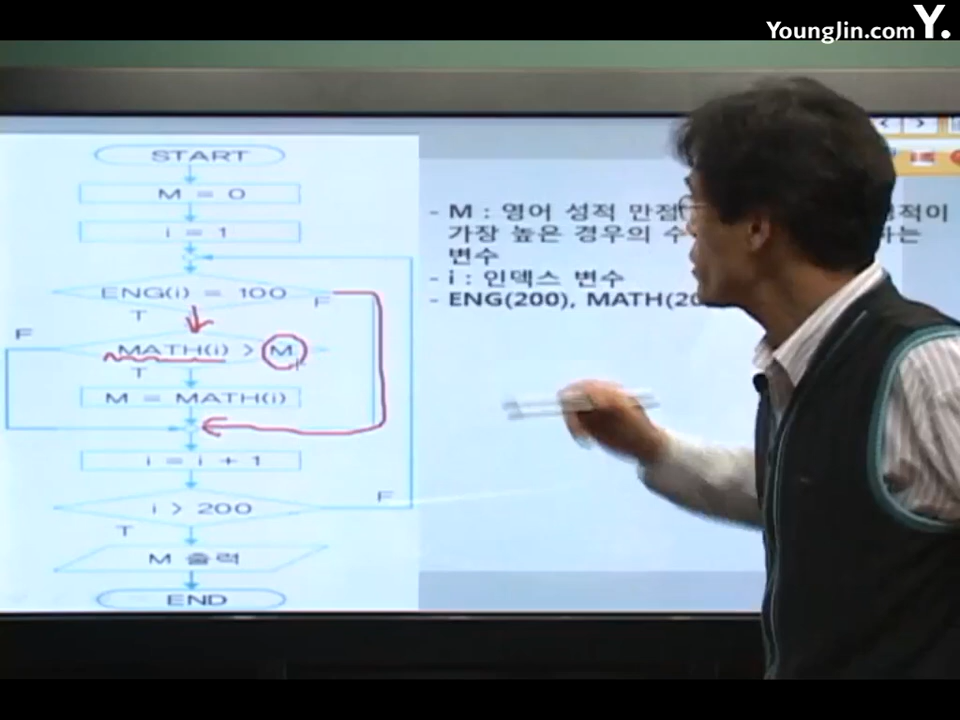 YoungJin.com Y.
START
M = 0
i = 1
ENG(i) = 100
F
T
F
MATH(i) > M
T
M = MATH(i)
i = i + 1
i > 200
F
T
M 출력
END
- M : 영어 성적 만점
가장 높은 경우의 수 하는
변수
- i : 인덱스 변수
- ENG(200), MATH(20